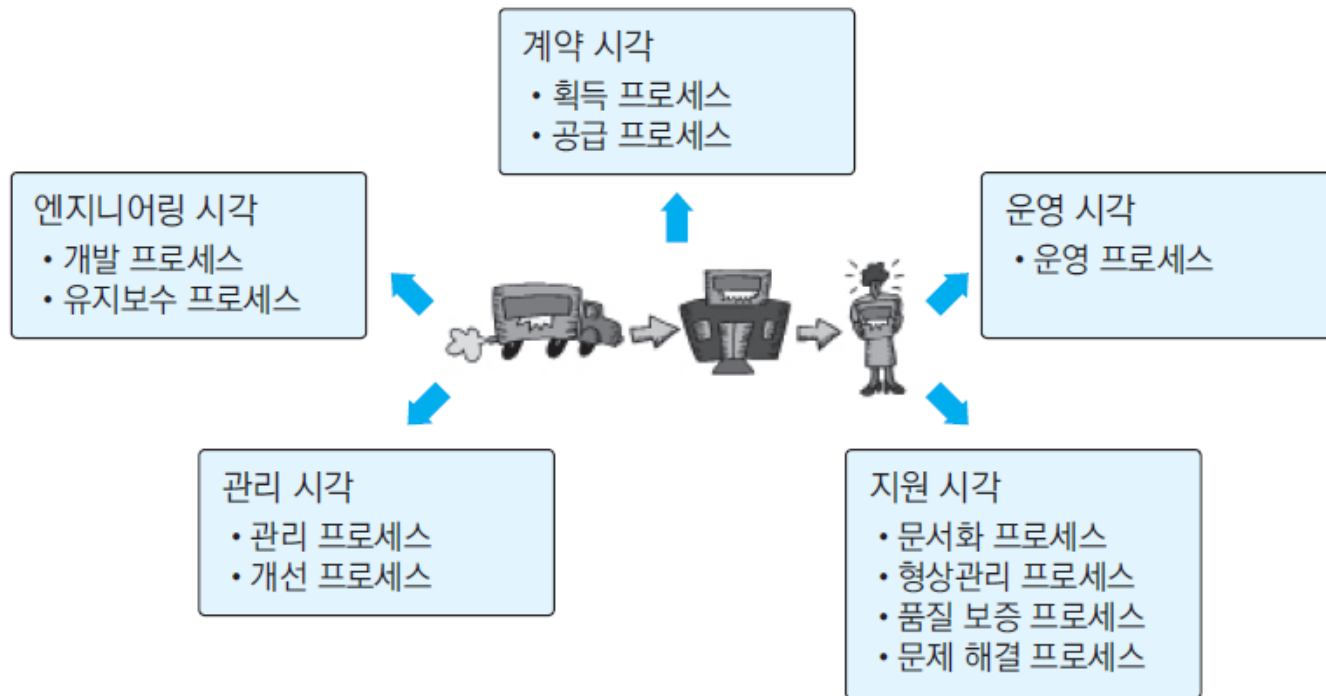 계약 시각
• 획득 프로세스
• 공급 프로세스
엔지니어링 시각
• 개발 프로세스
• 유지보수 프로세스
운영 시각
• 운영 프로세스
관리 시각
• 관리 프로세스
• 개선 프로세스
지원 시각
• 문서화 프로세스
• 형상관리 프로세스
• 품질 보증 프로세스
• 문제 해결 프로세스